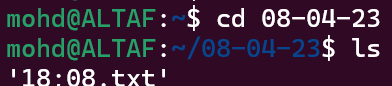 mohd@ALTAF:~$ cd 08-04-23
mohd@ALTAF:~/08-04-23$ ls
'18:08.txt'